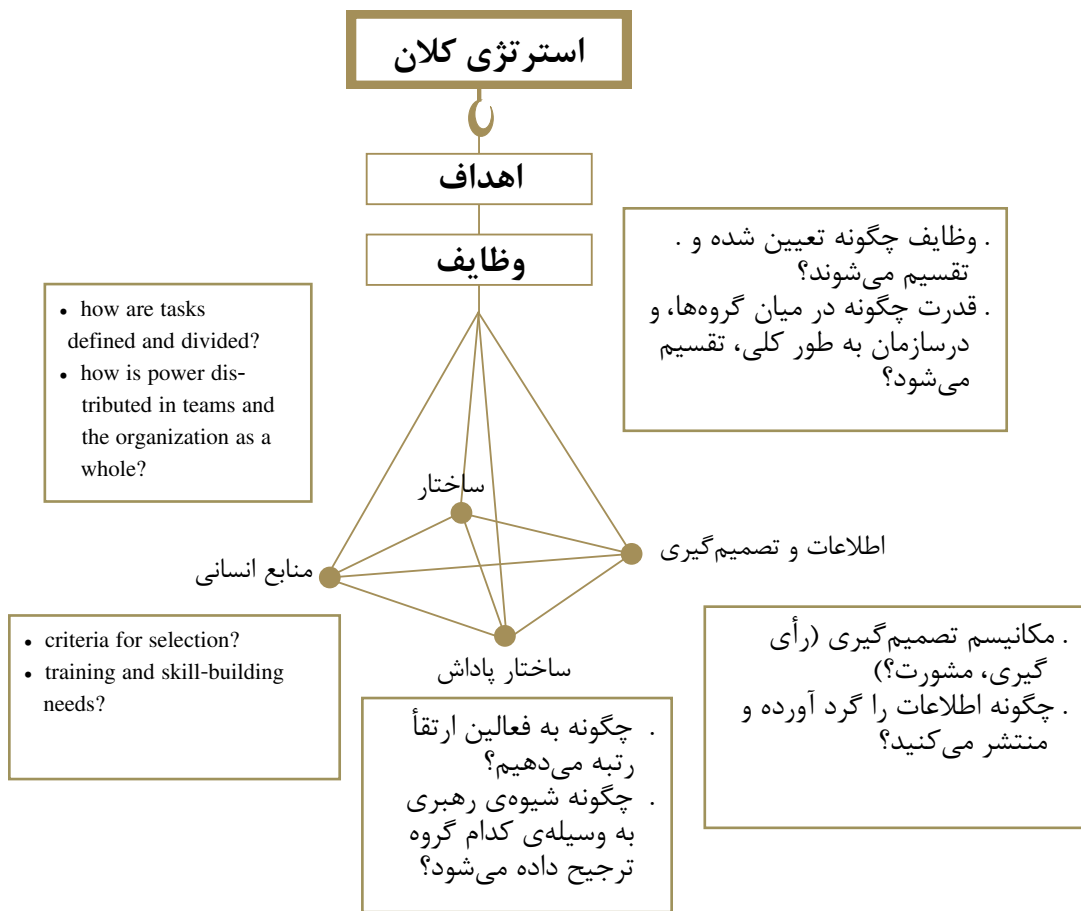 استرتژی کلان
اهداف
وظایف
. وظایف چگونه تعیین شده و .
تقسیم می‌شوند؟
. قدرت چگونه در میان گروه‌ها، و
درسازمان به طور کلی، تقسیم
می‌شود؟
• how are tasks
defined and divided?
• how is power dis-
tributed in teams and
the organization as a
whole?
ساختار
اطلاعات و تصمیم‌گیری
منابع انسانی
ساختار پاداش
• criteria for selection?
• training and skill-building
needs?
. مکانیسم تصمیم‌گیری (رأی
گیری، مشورت؟)
. چگونه اطلاعات را گرد آورده و
منتشر می‌کنید؟
. چگونه به فعالین ارتقأ
رتبه می‌دهیم؟
. چگونه شیوه‌ی رهبری
به وسیله‌ی کدام گروه
ترجیح داده می‌شود؟